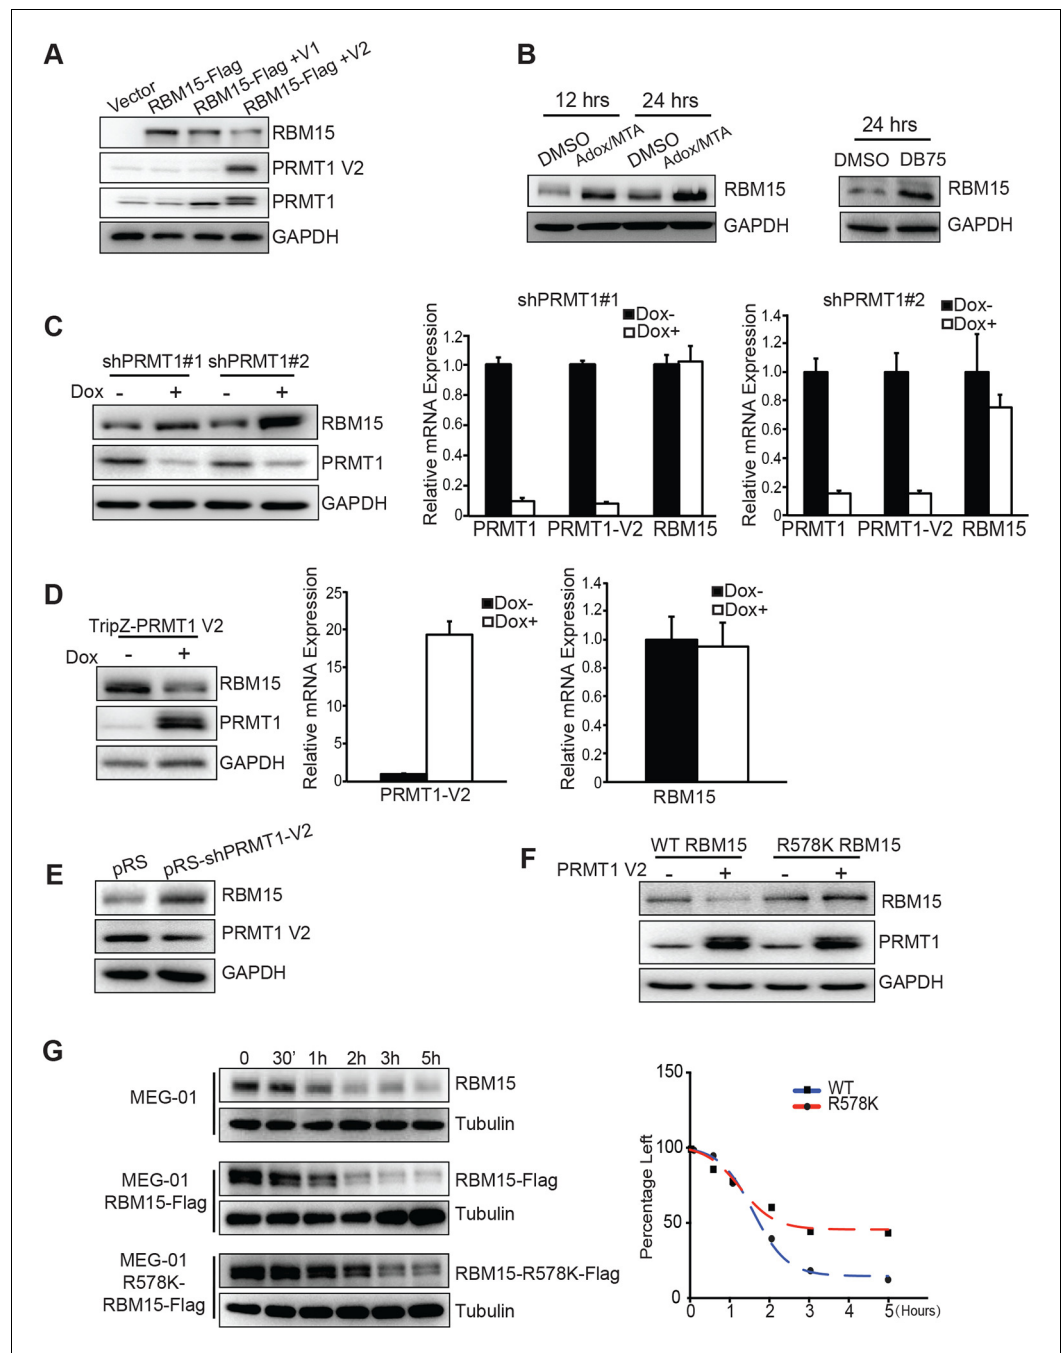 A
Vector
RBM15-Flag
RBM15-Flag +V1
RBM15-Flag +V2
RBM15
PRMT1 V2
PRMT1
GAPDH
B
12 hrs
24 hrs
DMSO
Adox/MTA
DMSO
Adox/MTA
RBM15
GAPDH
24 hrs
DMSO DB75
RBM15
GAPDH
C
shPRMT1#1 shPRMT1#2
Dox - + - +
RBM15
PRMT1
GAPDH
shPRMT1#1
Dox-
Dox+
Relative mRNA Expression
1.2
1.0
0.8
0.6
0.4
0.2
0
PRMT1 PRMT1-V2 RBM15
shPRMT1#2
Dox-
Dox+
Relative mRNA Expression
1.4
1.2
1.0
0.8
0.6
0.4
0.2
0
PRMT1 PRMT1-V2 RBM15
D
TripZ-PRMT1 V2
Dox - +
RBM15
PRMT1
GAPDH
Relative mRNA Expression
25
20
15
10
5
0
Dox-
Dox+
PRMT1-V2
Relative mRNA Expression
1.4
1.2
1.0
0.8
0.6
0.4
0.2
0
Dox-
Dox+
RBM15
E
pRS
pRS-shPRMT1-V2
RBM15
PRMT1 V2
GAPDH
F
WT RBM15 R578K RBM15
PRMT1 V2 - + - +
RBM15
PRMT1
GAPDH
G
0 30' 1h 2h 3h 5h
MEG-01
RBM15
Tubulin
MEG-01
RBM15-Flag
RBM15-Flag
Tubulin
MEG-01
R578K-
RBM15-Flag
RBM15-R578K-Flag
Tubulin
Percentage Left
150
100
50
0
WT
R578K
0 1 2 3 4 5 (Hours)